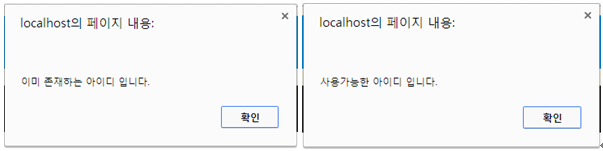 localhost의 페이지 내용:
이미 존재하는 아이디 입니다.
확인
localhost의 페이지 내용:
사용가능한 아이디 입니다.
확인